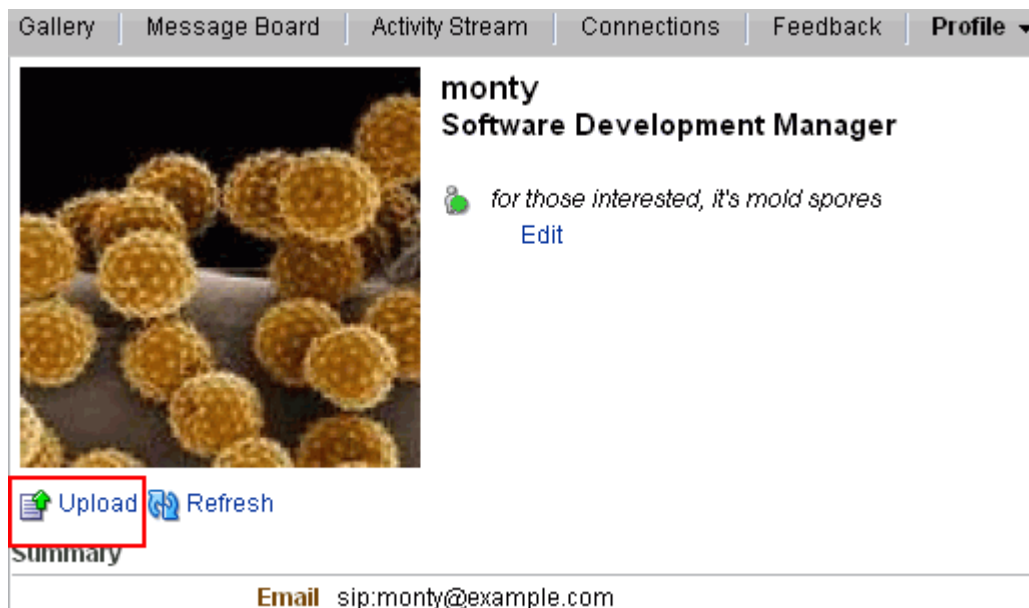 Gallery Message Board Activity Stream Connections Feedback Profile
monty
Software Development Manager
for those interested, it's mold spores
Edit
Upload Refresh
Summary
Email sip:monty@example.com